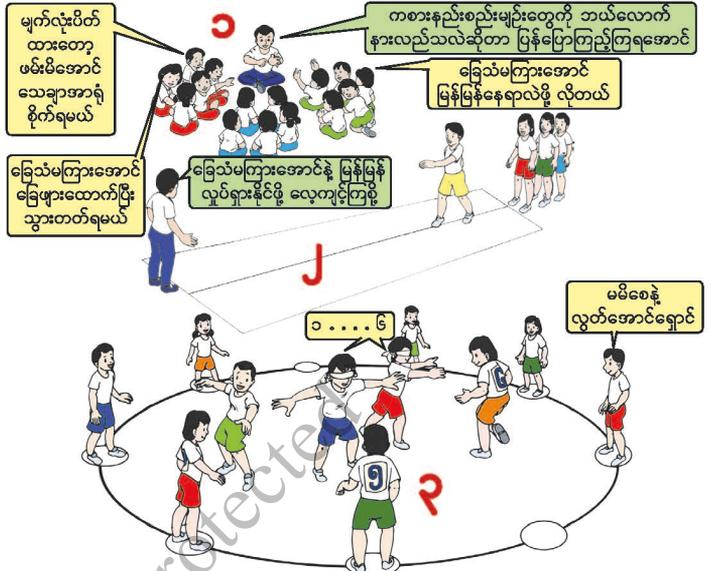 မျက်လုံးပိတ်
ထားတော့
ဖမ်းမိအောင်
သေချာအာရုံ
စိုက်ရမယ်
၁
ကစားနည်းစည်းမျဉ်းတွေကို ဘယ်လောက်
နားလည်သလဲဆိုတာ ပြန်ပြောကြည့်ကြရအောင်
ခြေသံမကြားအောင်
မြန်မြန်နေရာလဲဖို့ လိုတယ်
ခြေသံမကြားအောင်
ခြေဖျားထောက်ပြီး
သွားတတ်ရမယ်
ခြေသံမကြားအောင်နဲ့ မြန်မြန်
လှုပ်ရှားနိုင်ဖို့ လေ့ကျင့်ကြစို့
၂
၁ . . . . ၆
မမိစေနဲ့
လွတ်အောင်ရှောင်
၆
၅
၃
rotected